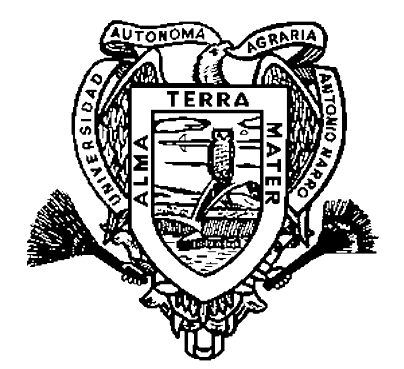 UNIVERSIDAD AUTONOMA AGRARIA ANTONIO NARRO
ALMA TERRA MATER